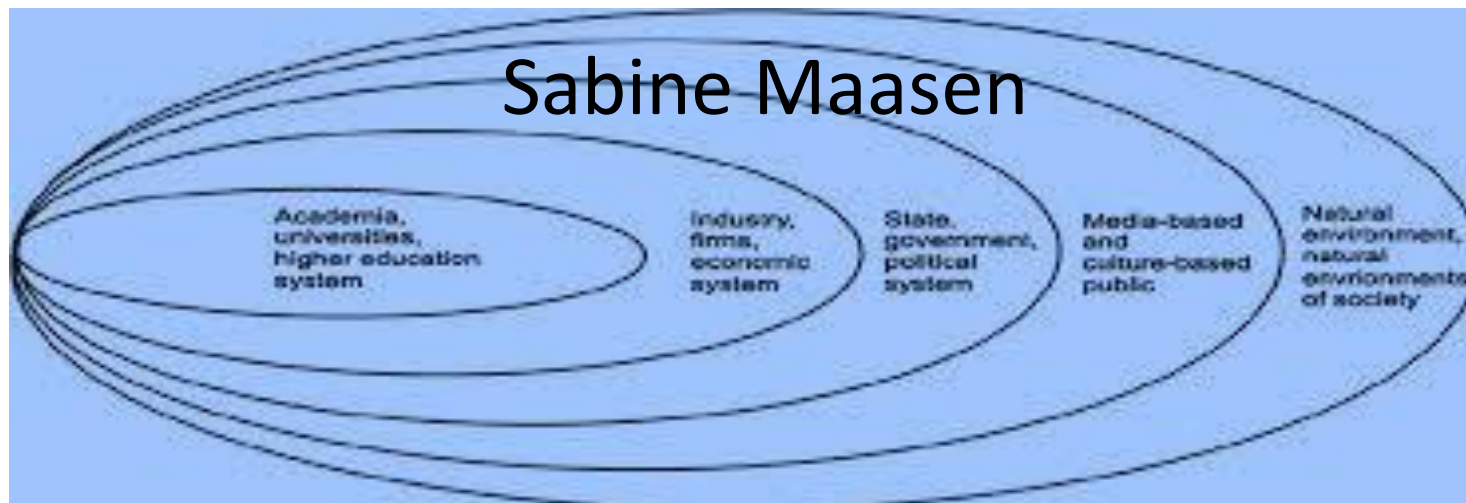 Sabine Maasen
Academia,
universities,
higher education
system
Industry,
firms,
economic
system
State,
government,
political
system
Media-based
and
culture-based
public
Natural
environment,
natural
envrionments
of society